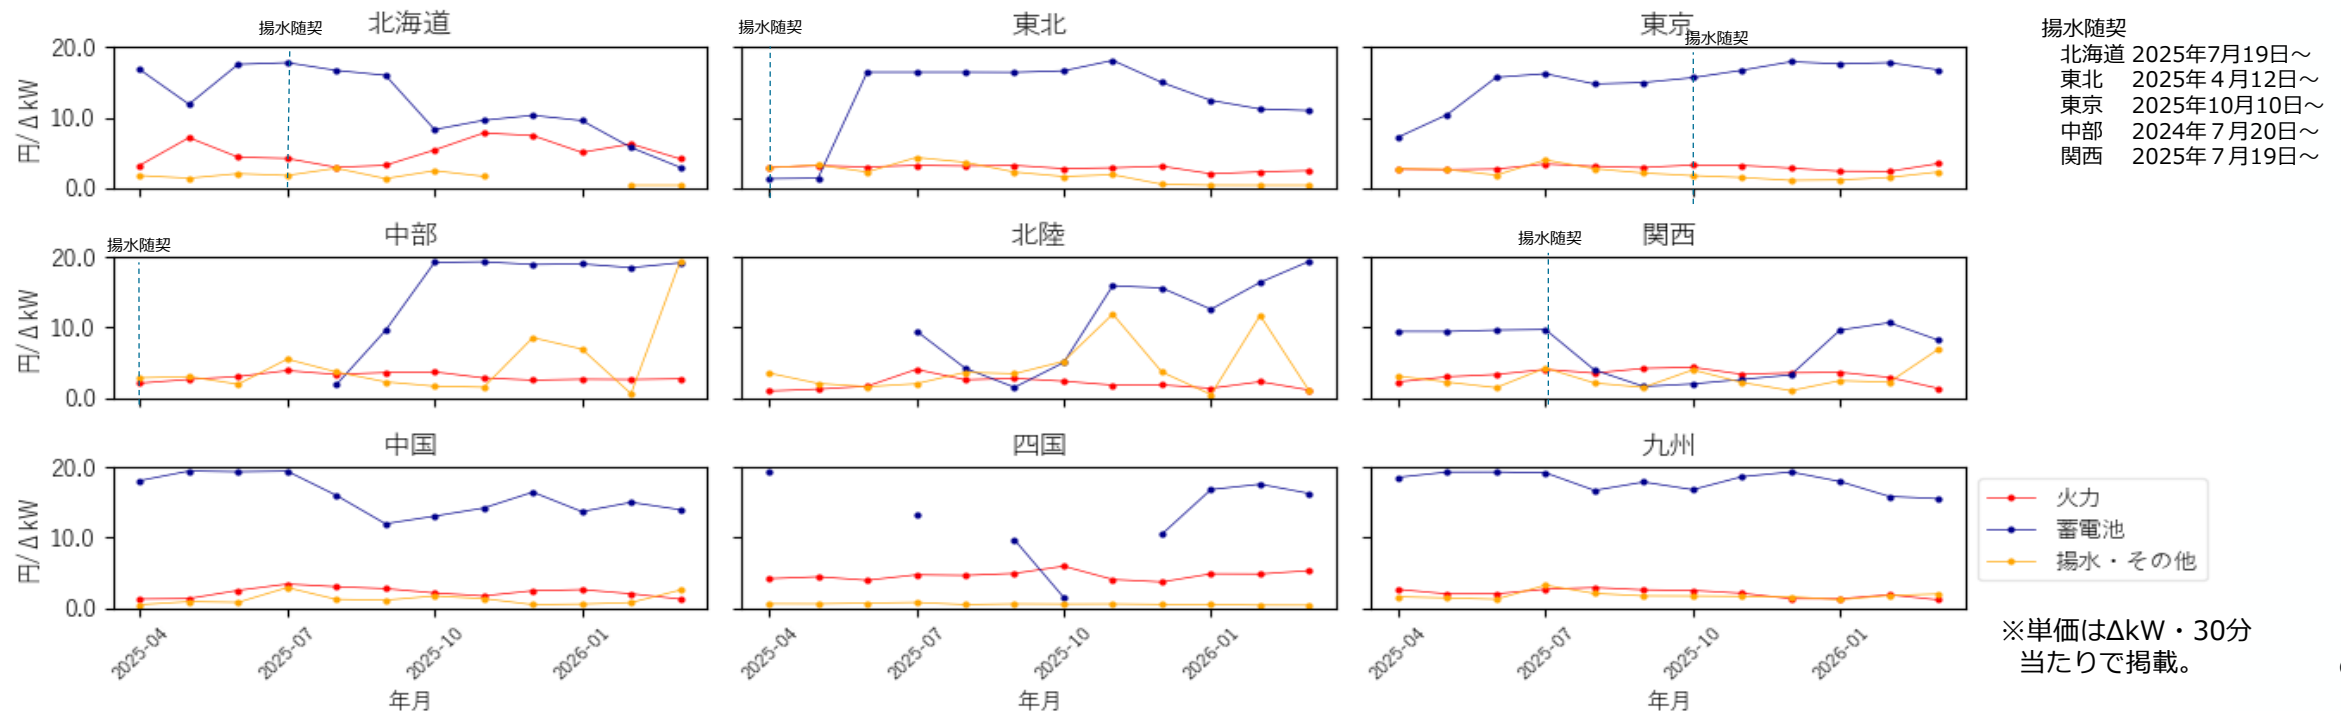 北海道
揚水随契
20.0
10.0
0.0
円/ΔkW
東北
揚水随契
東京
揚水随契
揚水随契
北海道 2025年7月19日～
東北 2025年４月12日～
東京 2025年10月10日～
中部 2024年７月20日～
関西 2025年７月19日～
中部
揚水随契
20.0
10.0
0.0
円/ΔkW
北陸
関西
揚水随契
中国
20.0
10.0
0.0
円/ΔkW
2025-04
2025-07
2025-10
2026-01
年月
四国
2025-04
2025-07
2025-10
2026-01
年月
九州
2025-04
2025-07
2025-10
2026-01
年月
火力
蓄電池
揚水・その他
※単価はΔkW・30分
当たりで掲載。